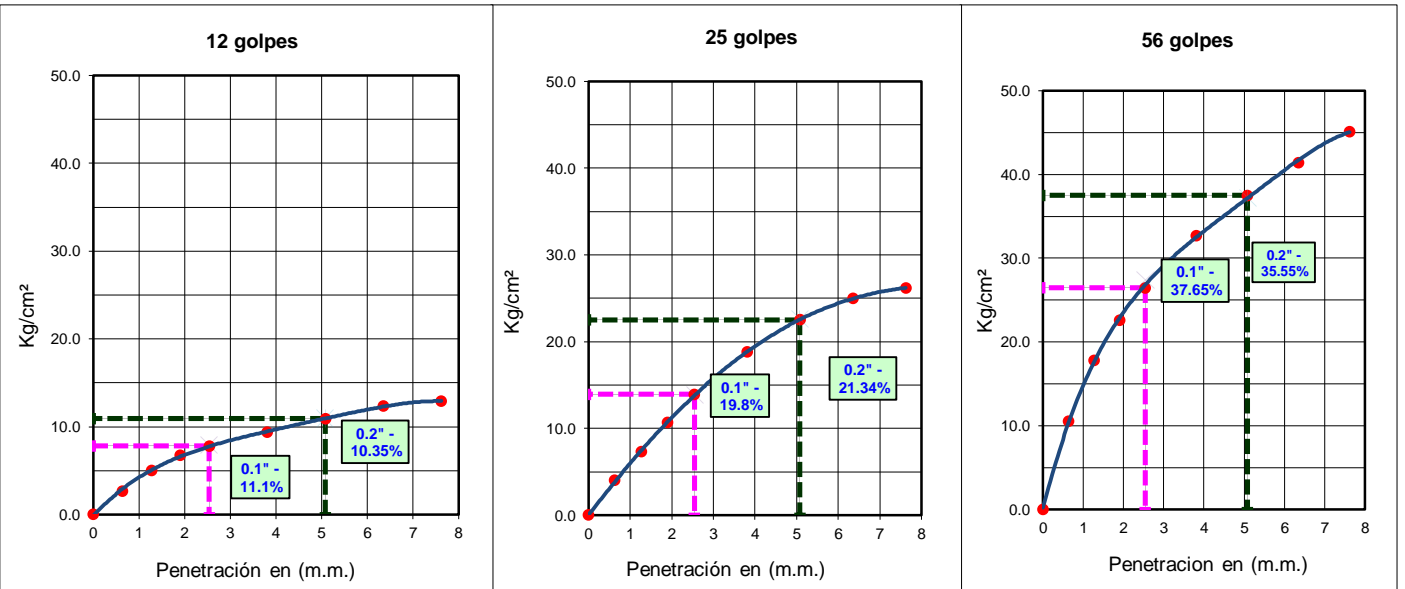 12 golpes
50.0
40.0
30.0
20.0
10.0
0.0
Kg/cm²
0.1" -
11.1%
0.2" -
10.35%
0 1 2 3 4 5 6 7 8
Penetración en (m.m.)
25 golpes
50.0
40.0
30.0
20.0
10.0
0.0
Kg/cm²
0.1" -
19.8%
0.2" -
21.34%
0 1 2 3 4 5 6 7 8
Penetración en (m.m.)
56 golpes
50.0
40.0
30.0
20.0
10.0
0.0
Kg/cm²
0.1" -
37.65%
0.2" -
35.55%
0 1 2 3 4 5 6 7 8
Penetracion en (m.m.)